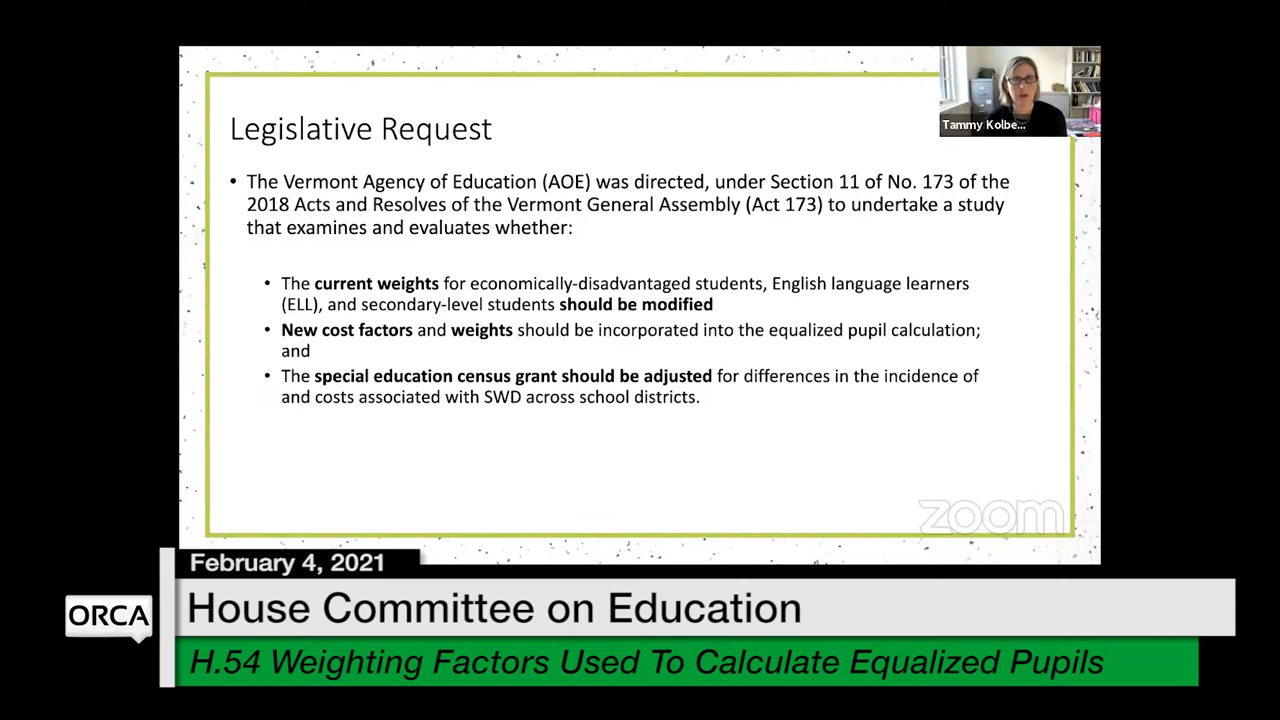 Legislative Request
Tammy Kolbe...
• The Vermont Agency of Education (AOE) was directed, under Section 11 of No. 173 of the
2018 Acts and Resolves of the Vermont General Assembly (Act 173) to undertake a study
that examines and evaluates whether:
• The current weights for economically-disadvantaged students, English language learners
(ELL), and secondary-level students should be modified
• New cost factors and weights should be incorporated into the equalized pupil calculation;
and
• The special education census grant should be adjusted for differences in the incidence of
and costs associated with SWD across school districts.
zoom
February 4, 2021
ORCA
House Committee on Education
H.54 Weighting Factors Used To Calculate Equalized Pupils